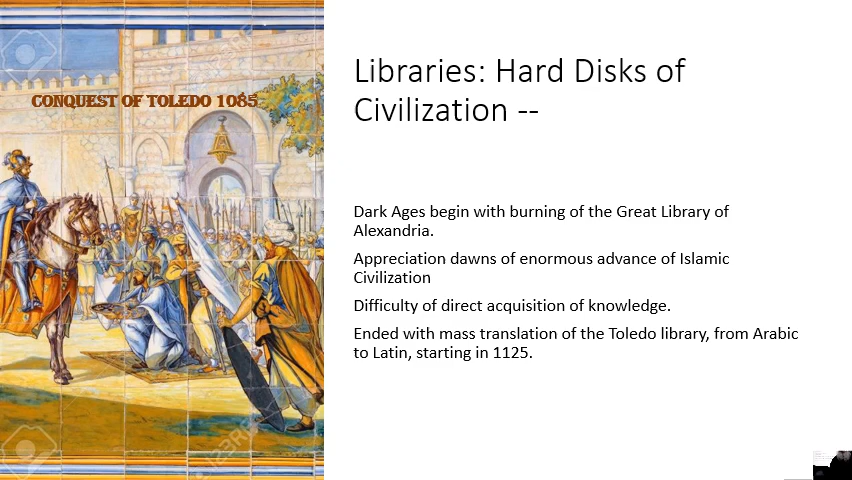 CONQUEST OF TOLEDO 1085
Libraries: Hard Disks of
Civilization --
Dark Ages begin with burning of the Great Library of
Alexandria.
Appreciation dawns of enormous advance of Islamic
Civilization
Difficulty of direct acquisition of knowledge.
Ended with mass translation of the Toledo library, from Arabic
to Latin, starting in 1125.